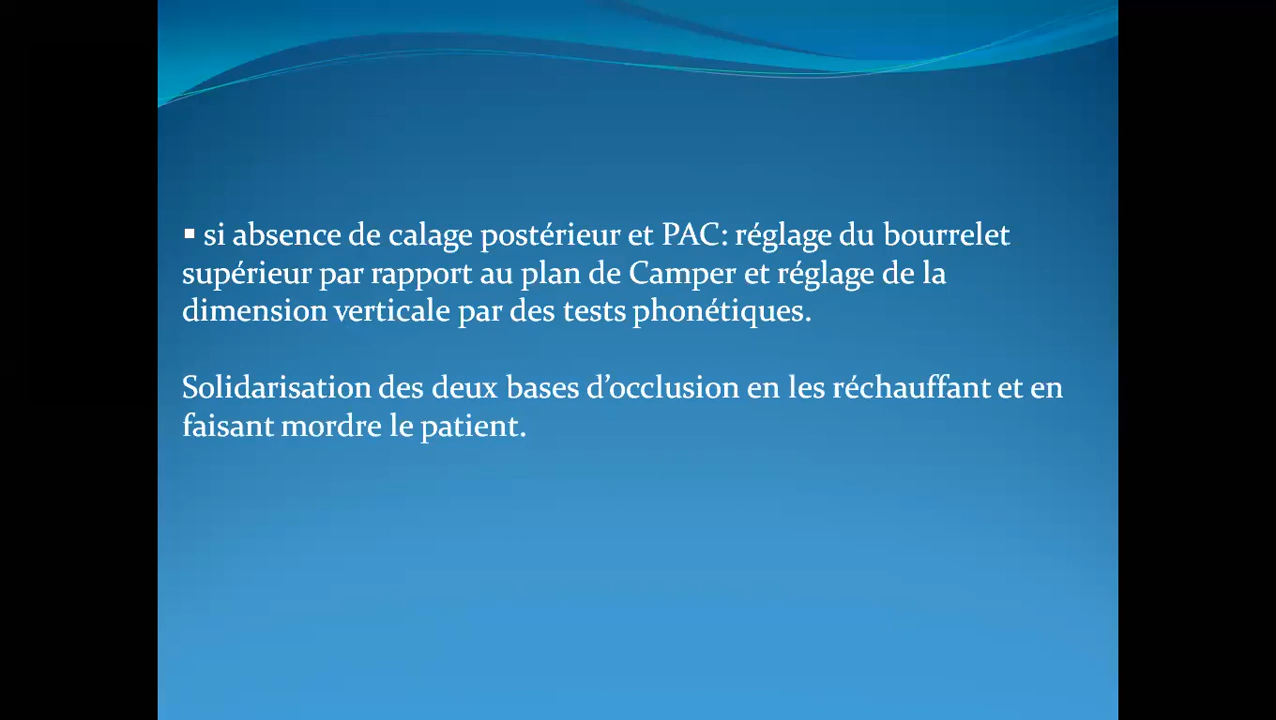 ▪ si absence de calage postérieur et PAC: réglage du bourrelet
supérieur par rapport au plan de Camper et réglage de la
dimension verticale par des tests phonétiques.
Solidarisation des deux bases d’occlusion en les réchauffant et en
faisant mordre le patient.